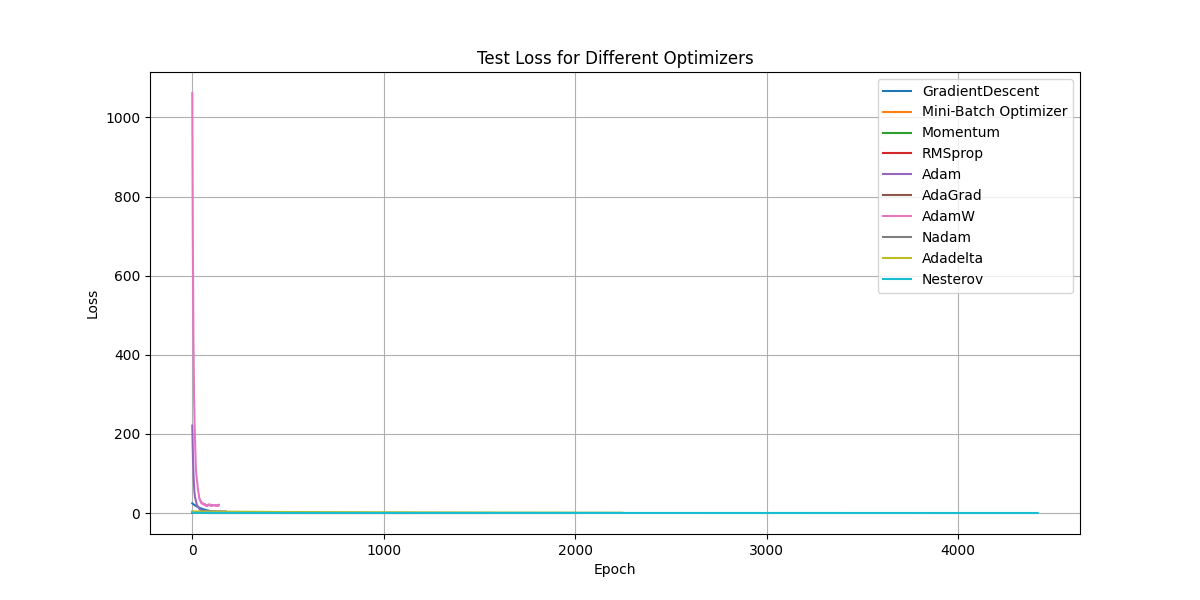 Test Loss for Different Optimizers
1000
800
600
400
200
0
Loss
0
1000
2000
3000
4000
Epoch
GradientDescent
Mini-Batch Optimizer
Momentum
RMSprop
Adam
AdaGrad
AdamW
Nadam
Adadelta
Nesterov